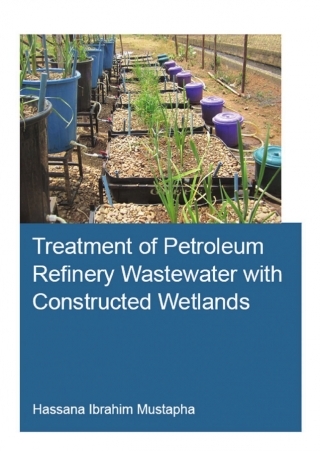 Treatment of Petroleum
Refinery Wastewater with
Constructed Wetlands
Hassana Ibrahim Mustapha